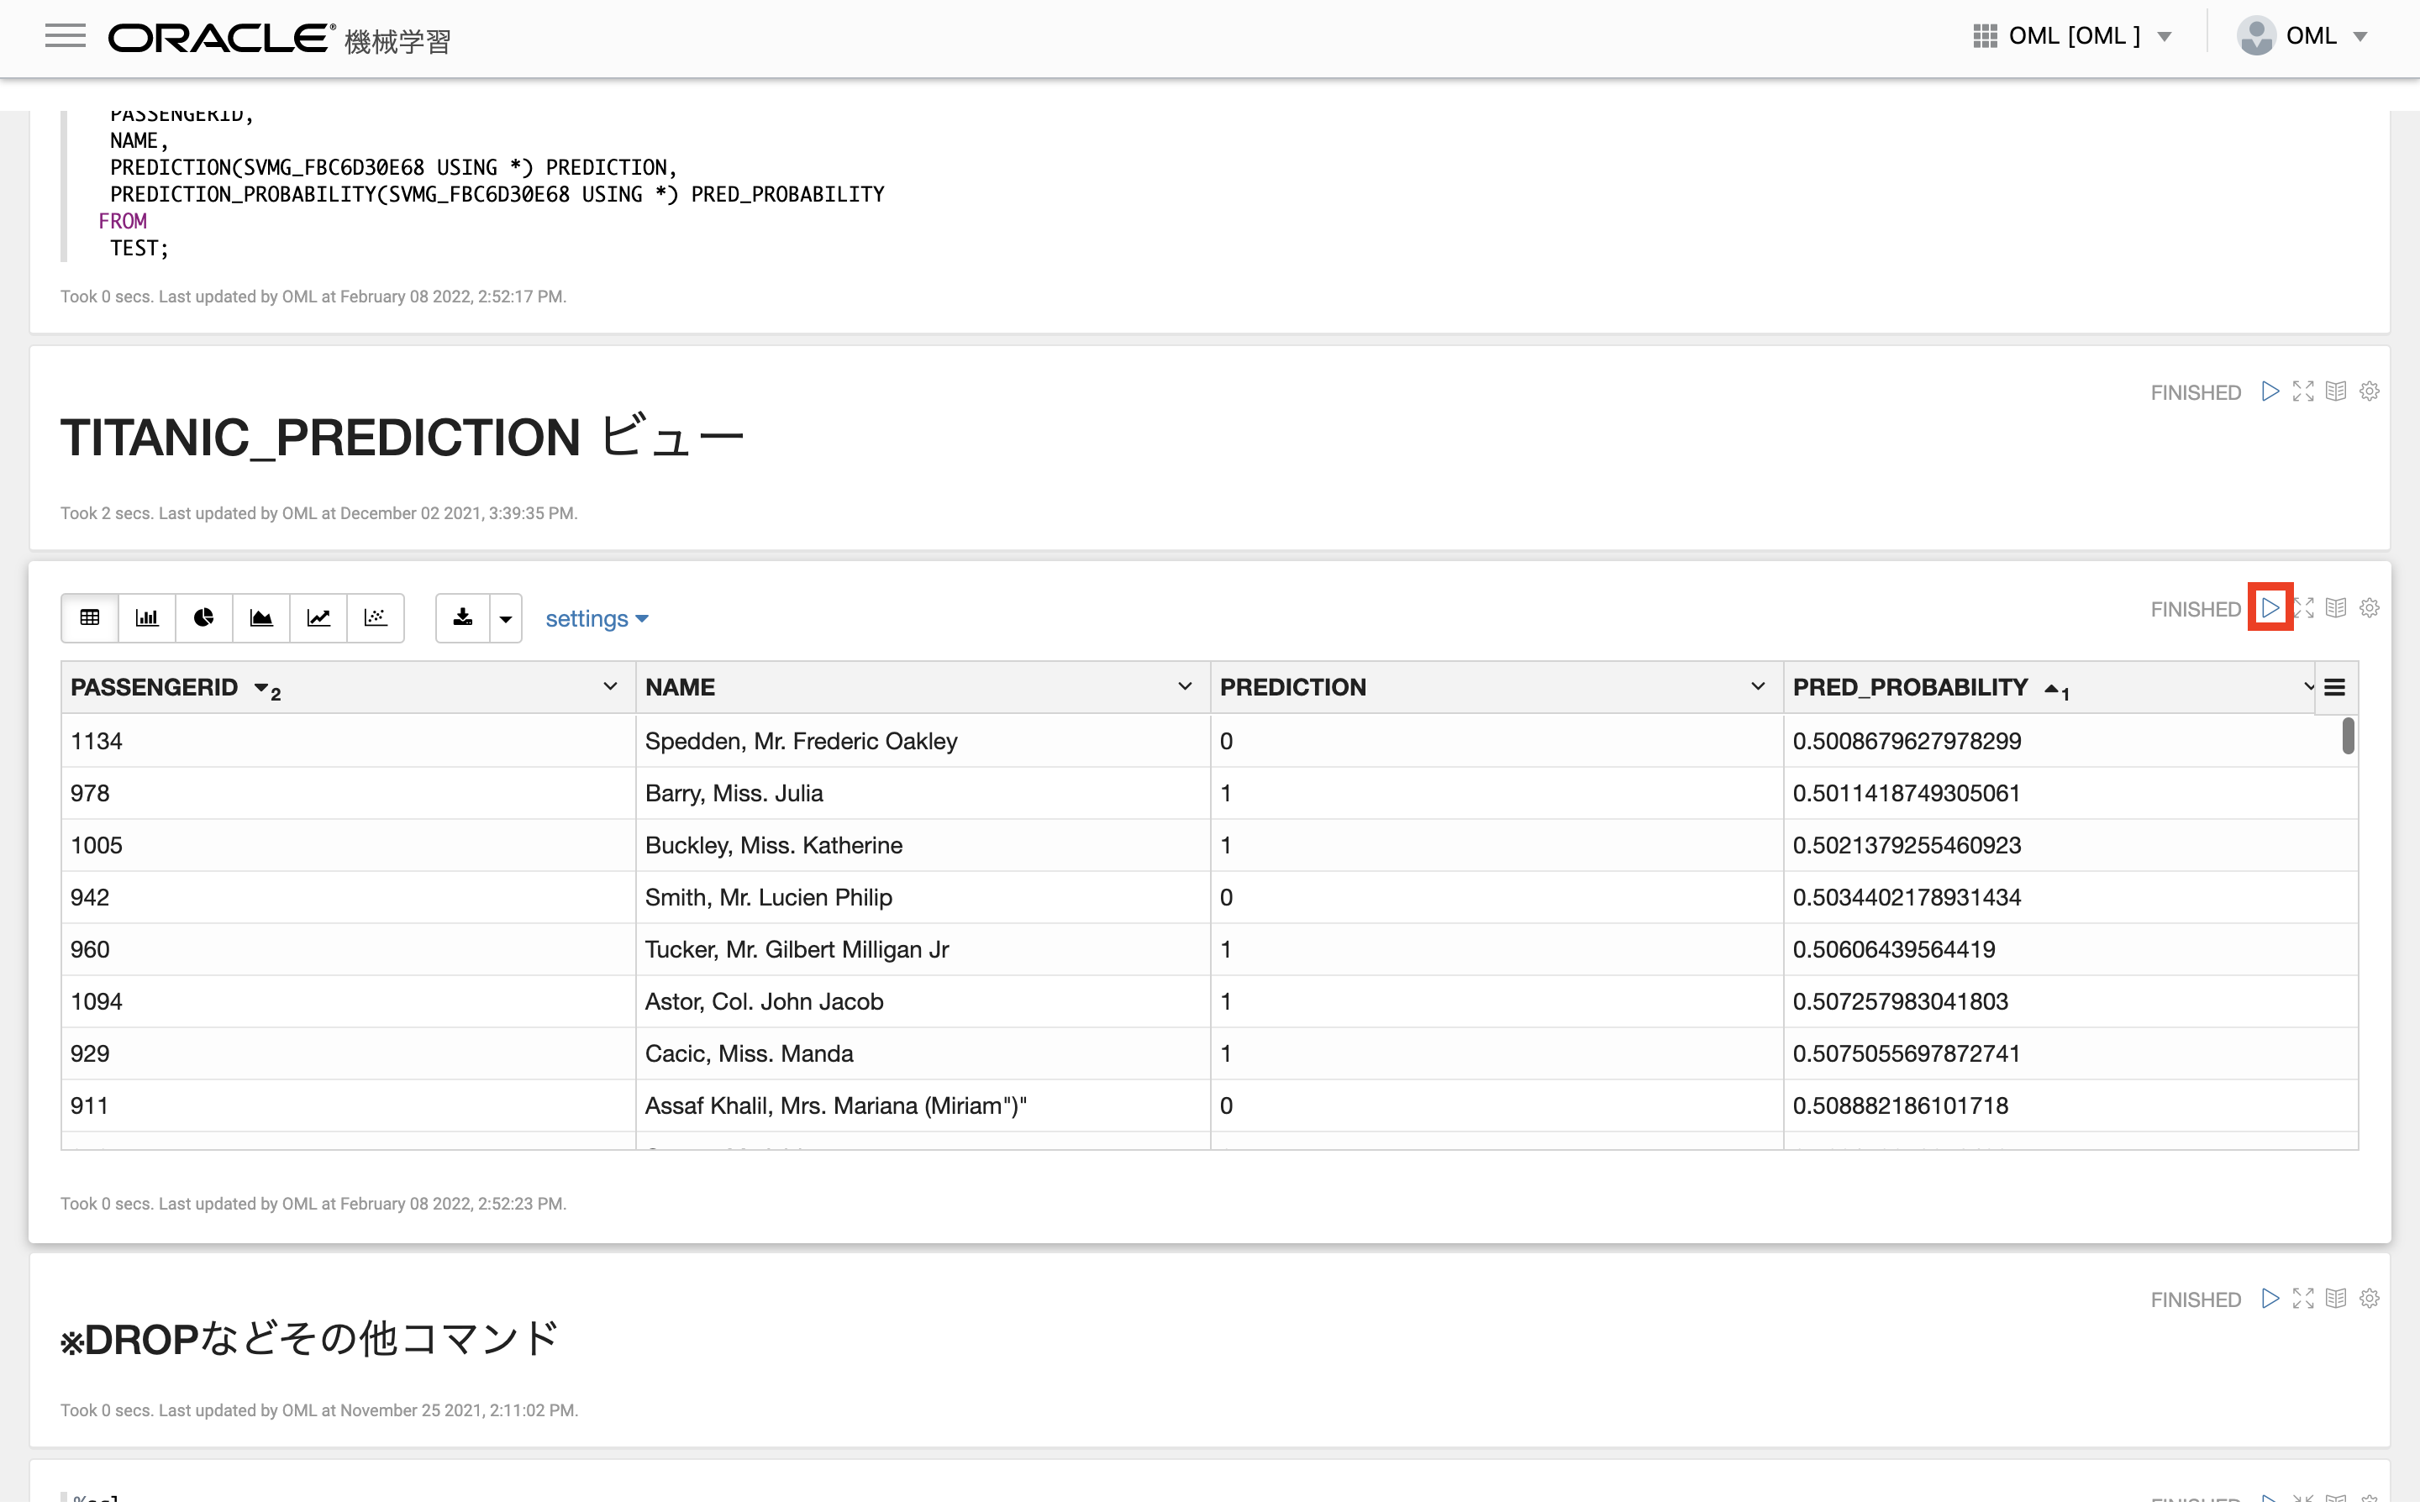 ORACLE® 機械学習 OML [OML ] OML
PASSENGERID,
NAME,
PREDICTION(SVMG_FBC6D30E68 USING *) PREDICTION,
PREDICTION_PROBABILITY(SVMG_FBC6D30E68 USING *) PRED_PROBABILITY
FROM
TEST;
Took 0 secs. Last updated by OML at February 08 2022, 2:52:17 PM.
FINISHED
TITANIC_PREDICTION ビュー
Took 2 secs. Last updated by OML at December 02 2021, 3:39:35 PM.
settings FINISHED
PASSENGERID 2 NAME PREDICTION PRED_PROBABILITY 1
1134 Spedden, Mr. Frederic Oakley 0 0.5008679627978299
978 Barry, Miss. Julia 1 0.5011418749305061
1005 Buckley, Miss. Katherine 1 0.5021379255460923
942 Smith, Mr. Lucien Philip 0 0.5034402178931434
960 Tucker, Mr. Gilbert Milligan Jr 1 0.50606439564419
1094 Astor, Col. John Jacob 1 0.507257983041803
929 Cacic, Miss. Manda 1 0.5075055697872741
911 Assaf Khalil, Mrs. Mariana (Miriam")" 0 0.508882186101718
Took 0 secs. Last updated by OML at February 08 2022, 2:52:23 PM.
FINISHED
※DROPなどその他コマンド
Took 0 secs. Last updated by OML at November 25 2021, 2:11:02 PM.
FINISHED